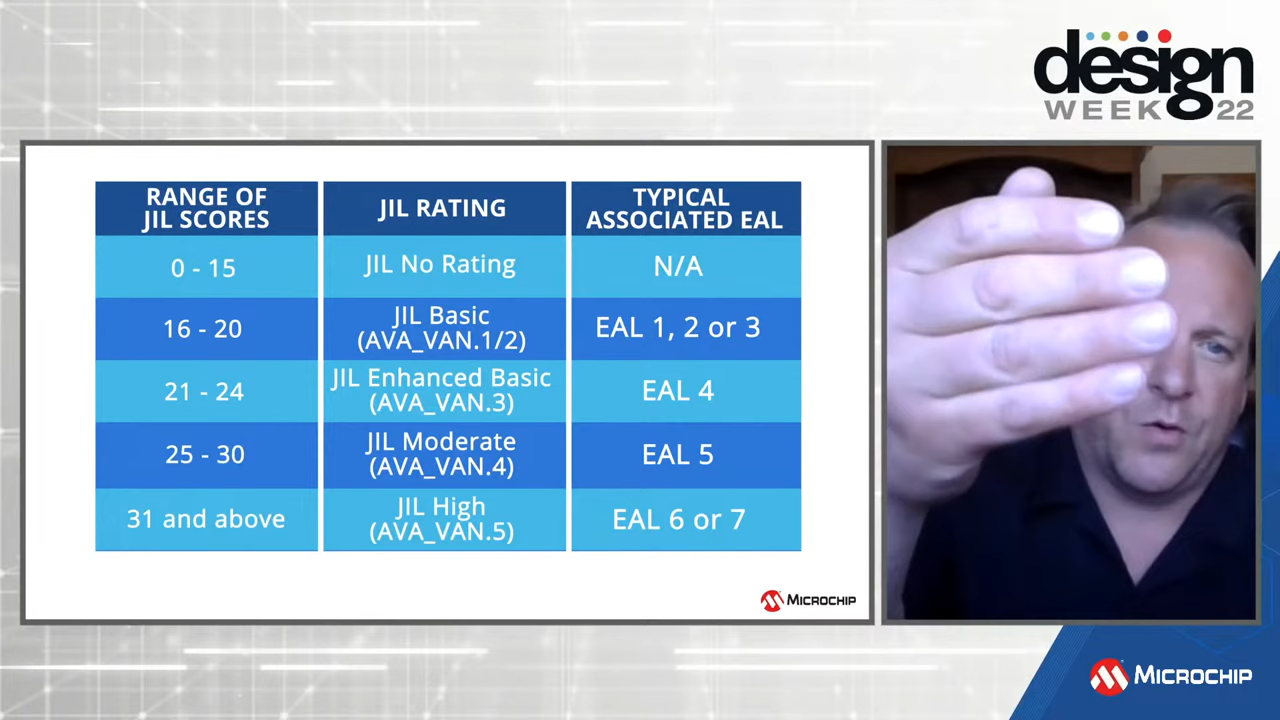 design
WEEK 22
RANGE OF
JIL SCORES
JIL RATING
TYPICAL
ASSOCIATED EAL
0 - 15
JIL No Rating
N/A
16 - 20
JIL Basic
(AVA_VAN.1/2)
EAL 1, 2 or 3
21 - 24
JIL Enhanced Basic
(AVA_VAN.3)
EAL 4
25 - 30
JIL Moderate
(AVA_VAN.4)
EAL 5
31 and above
JIL High
(AVA_VAN.5)
EAL 6 or 7
MICROCHIP
MICROCHIP